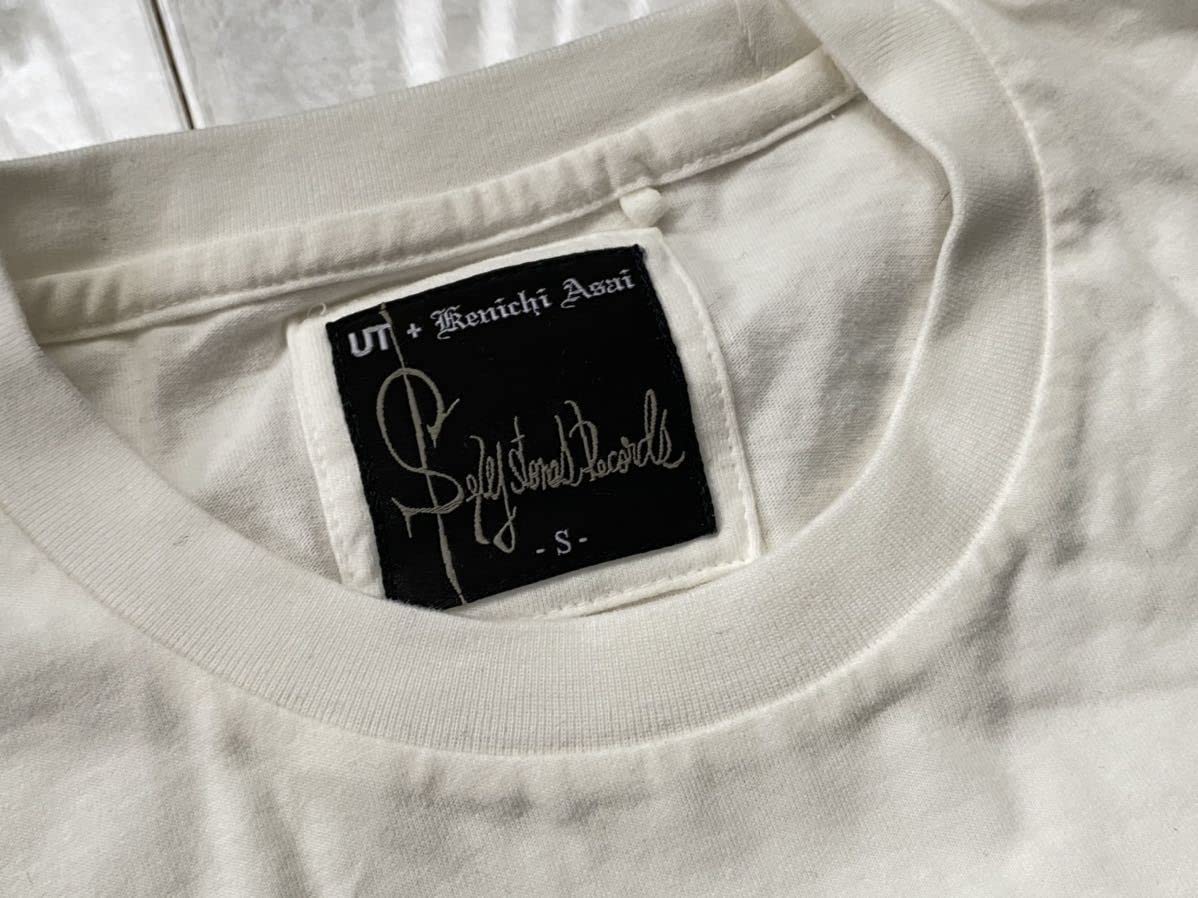 UT + Kenichi Asai
Sexy Stones Records
- S -